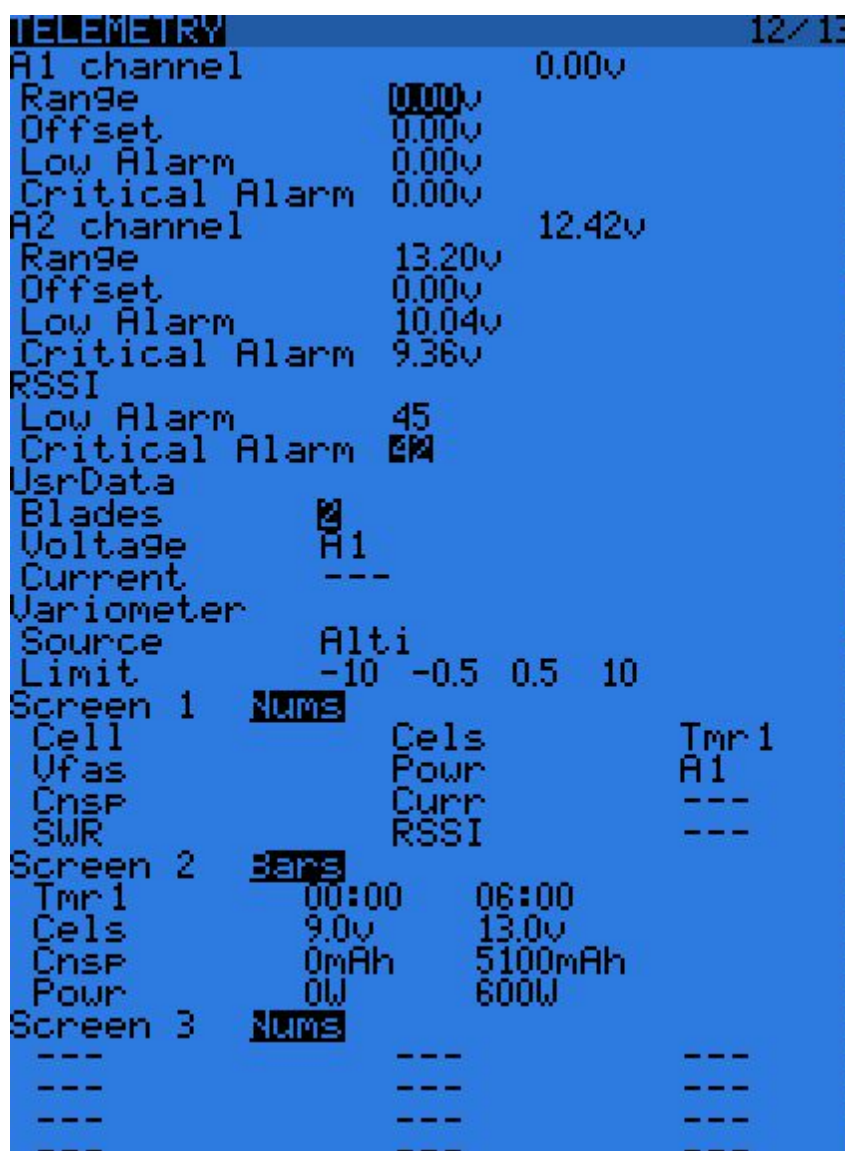 TELEMETRY 12/13
A1 channel 0.00v
Range 0.00v
Offset 0.00v
Low Alarm 0.00v
Critical Alarm 0.00v
A2 channel 12.42v
Range 13.20v
Offset 0.00v
Low Alarm 10.04v
Critical Alarm 9.36v
RSSI
Low Alarm 45
Critical Alarm 42
UsrData
Blades 2
Voltage A1
Current ---
Variometer
Source Alti
Limit -10 -0.5 0.5 10
Screen 1 Nums
Cell Cels Tmr1
Vfas Powr A1
Cnsp Curr ---
SWR RSSI ---
Screen 2 Bars
Tmr1 00:00 06:00
Cels 9.0v 13.0v
Cnsp 0mAh 5100mAh
Powr 0W 600W
Screen 3 Nums
--- --- ---
--- --- ---
--- --- ---
--- --- ---